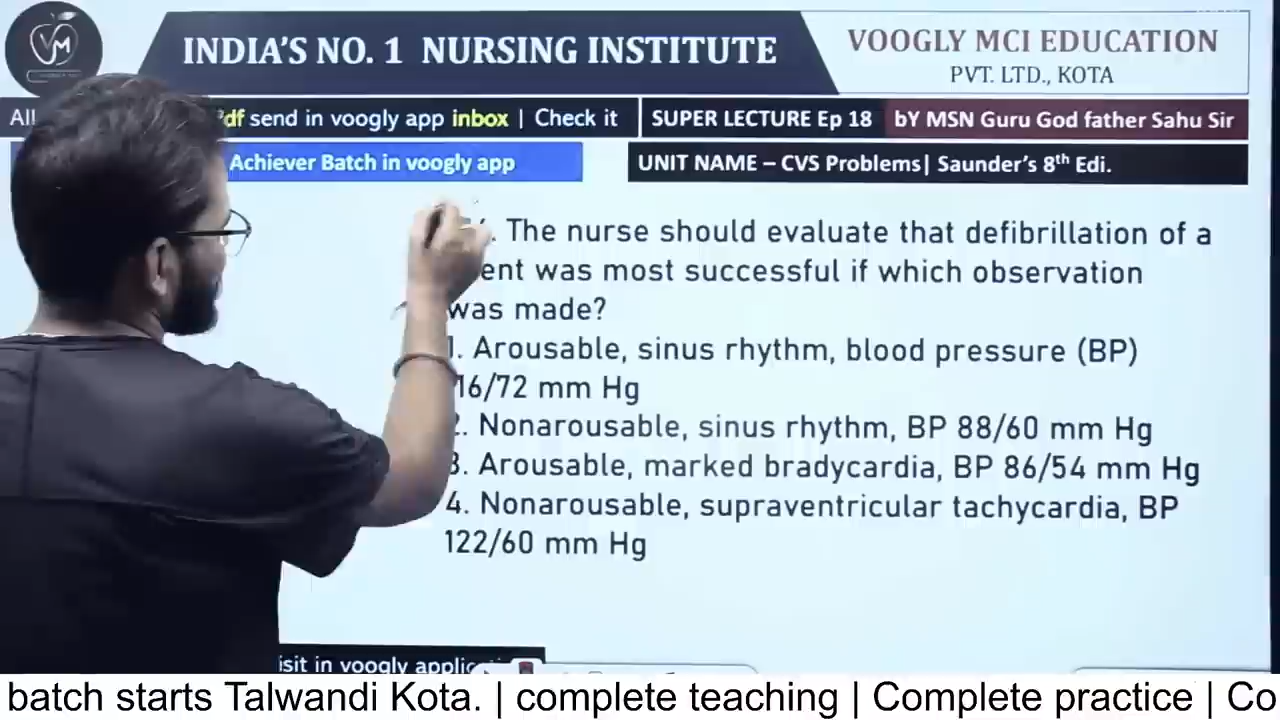 VM
INDIA'S NO. 1 NURSING INSTITUTE
VOOGLY MCI EDUCATION
PVT. LTD., KOTA
All
df send in voogly app inbox | Check it
SUPER LECTURE Ep 18
bY MSN Guru God father Sahu Sir
Achiever Batch in voogly app
UNIT NAME – CVS Problems| Saunder's 8th Edi.
The nurse should evaluate that defibrillation of a
ent was most successful if which observation
was made?
1. Arousable, sinus rhythm, blood pressure (BP)
16/72 mm Hg
2. Nonarousable, sinus rhythm, BP 88/60 mm Hg
3. Arousable, marked bradycardia, BP 86/54 mm Hg
4. Nonarousable, supraventricular tachycardia, BP
122/60 mm Hg
isit in voogly applic
batch starts Talwandi Kota. | complete teaching | Complete practice | Co